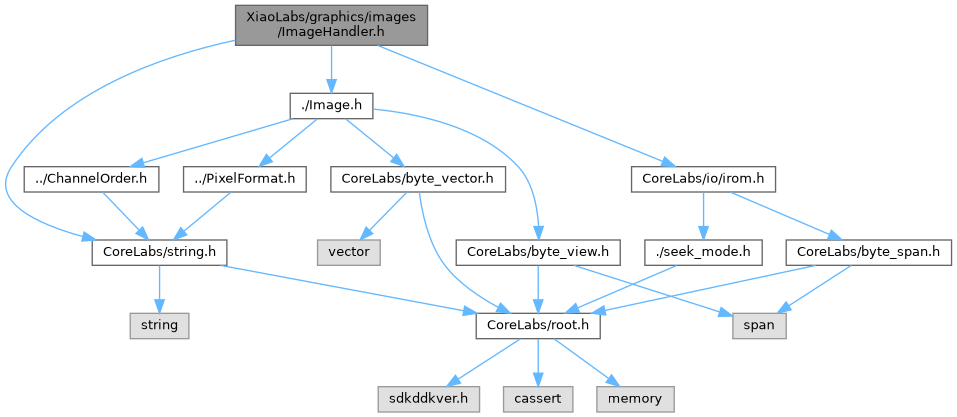 XiaoLabs/graphics/images
/ImageHandler.h
./Image.h
../ChannelOrder.h
../PixelFormat.h
CoreLabs/byte_vector.h
CoreLabs/io/irom.h
CoreLabs/string.h
vector
CoreLabs/byte_view.h
./seek_mode.h
CoreLabs/byte_span.h
string
CoreLabs/root.h
span
sdkddkver.h
cassert
memory